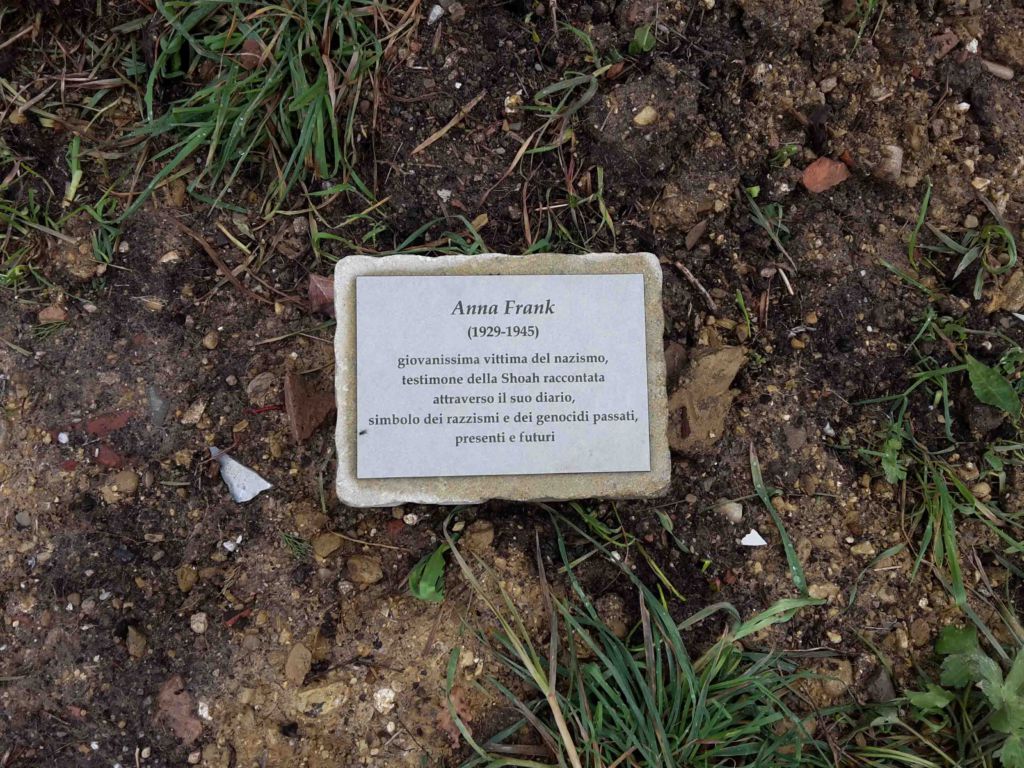 Anna Frank
(1929-1945)
giovanissima vittima del nazismo,
testimone della Shoah raccontata
attraverso il suo diario,
simbolo dei razzismi e dei genocidi passati,
presenti e futuri